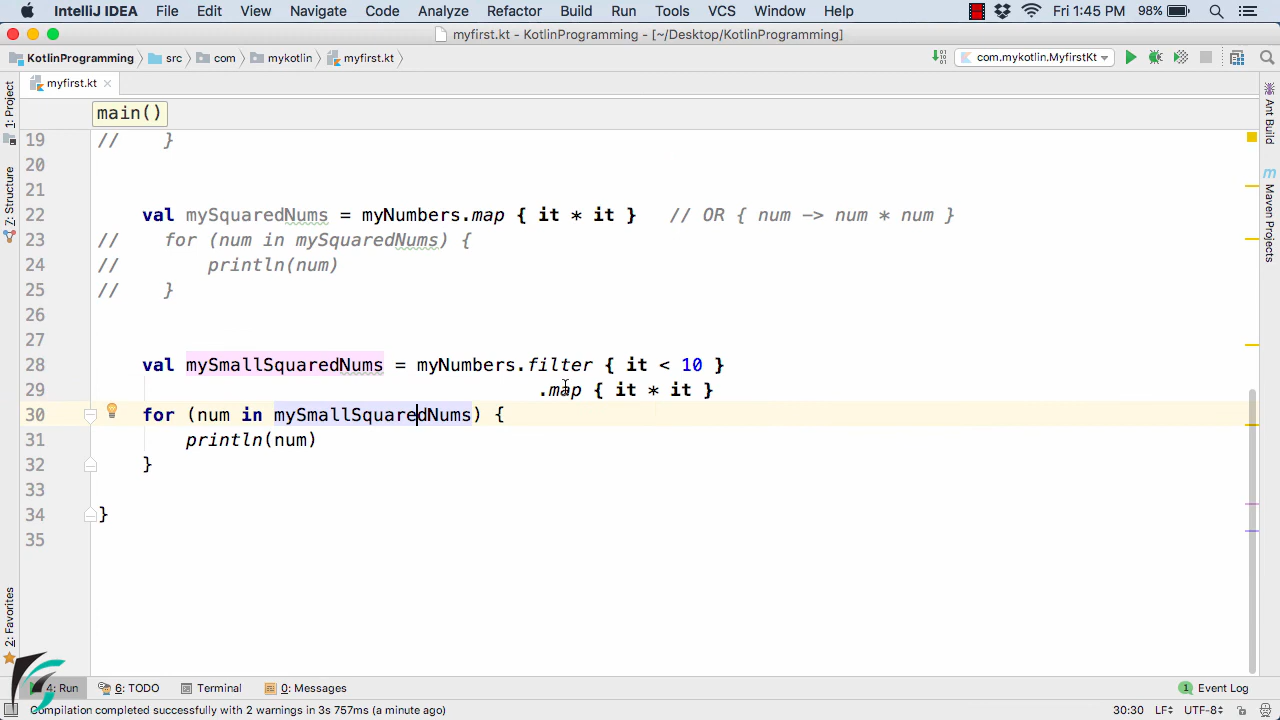 IntelliJ IDEA File Edit View Navigate Code Analyze Refactor Build Run Tools VCS Window Help Fri 1:45 PM 98%
myfirst.kt - KotlinProgramming - [~/Desktop/KotlinProgramming]
KotlinProgramming src com mykotlin myfirst.kt com.mykotlin.MyfirstKt
myfirst.kt
main()
19 // }
20
21
22 val mySquaredNums = myNumbers.map { it * it } // OR { num -> num * num }
23 // for (num in mySquaredNums) {
24 // println(num)
25 // }
26
27
28 val mySmallSquaredNums = myNumbers.filter { it < 10 }
29 .map { it * it }
30 for (num in mySmallSquaredNums) {
31 println(num)
32 }
33
34 }
35
1: Project
7: Structure
2: Favorites
Ant Build
m Maven Projects
4: Run 6: TODO Terminal 0: Messages 1 Event Log
Compilation completed successfully with 2 warnings in 3s 757ms (a minute ago) 30:30 LF÷ UTF-8÷